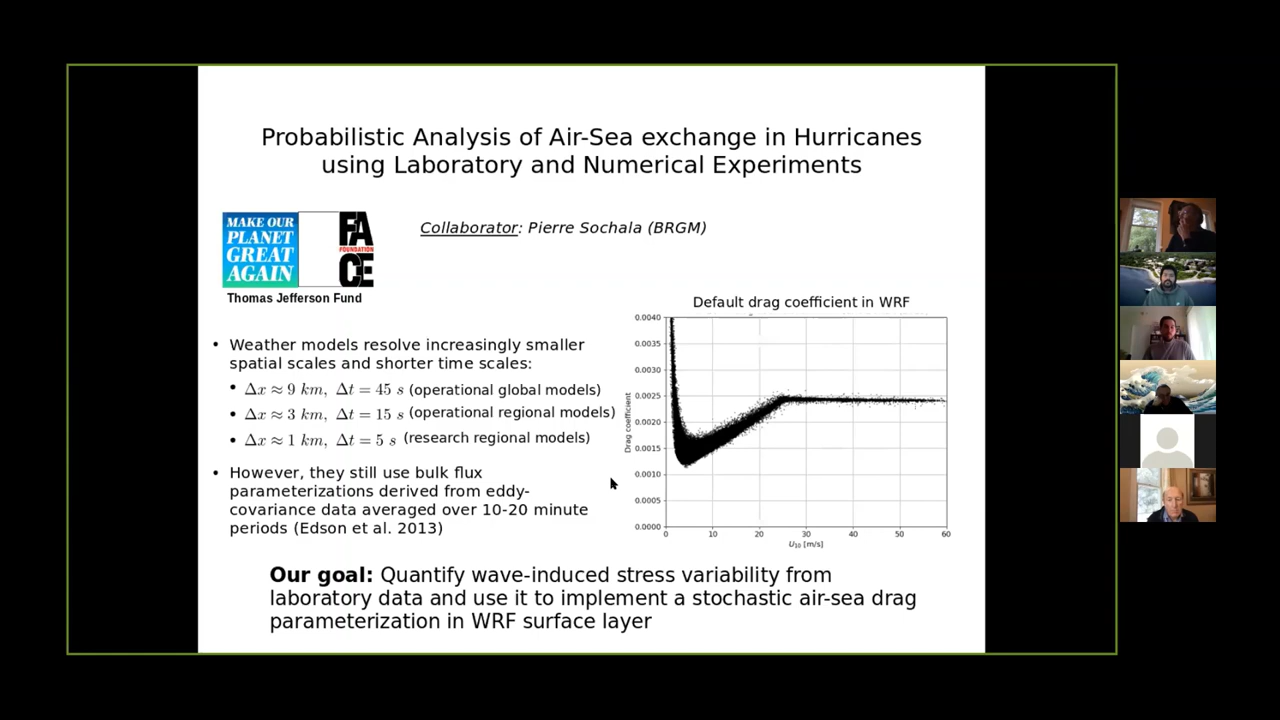 Probabilistic Analysis of Air-Sea exchange in Hurricanes
using Laboratory and Numerical Experiments
MAKE OUR
PLANET
GREAT
AGAIN
FA
FOUNDATION
CE
Thomas Jefferson Fund
Collaborator: Pierre Sochala (BRGM)
• Weather models resolve increasingly smaller
spatial scales and shorter time scales:
• Δx ≈ 9 km, Δt = 45 s (operational global models)
• Δx ≈ 3 km, Δt = 15 s (operational regional models)
• Δx ≈ 1 km, Δt = 5 s (research regional models)
• However, they still use bulk flux
parameterizations derived from eddy-
covariance data averaged over 10-20 minute
periods (Edson et al. 2013)
Default drag coefficient in WRF
0.0040
0.0035
0.0030
0.0025
0.0020
0.0015
0.0010
0.0005
0.0000
Drag coefficient
0 10 20 30 40 50 60
U₁₀ [m/s]
Our goal: Quantify wave-induced stress variability from
laboratory data and use it to implement a stochastic air-sea drag
parameterization in WRF surface layer